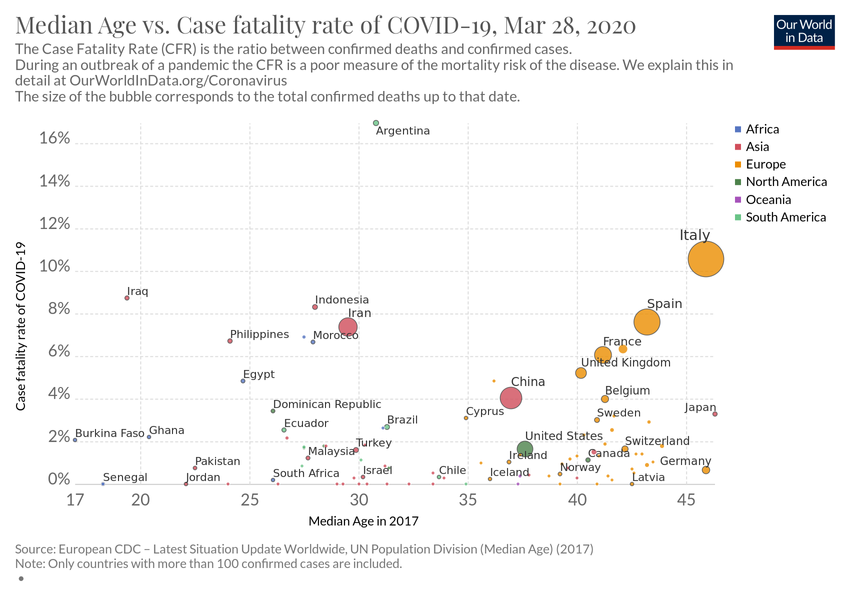 Median Age vs. Case fatality rate of COVID-19, Mar 28, 2020
Our World
in Data
The Case Fatality Rate (CFR) is the ratio between confirmed deaths and confirmed cases.
During an outbreak of a pandemic the CFR is a poor measure of the mortality risk of the disease. We explain this in
detail at OurWorldInData.org/Coronavirus
The size of the bubble corresponds to the total confirmed deaths up to that date.
Africa
Asia
Europe
North America
Oceania
South America
Case fatality rate of COVID-19
16%
14%
12%
10%
8%
6%
4%
2%
0%
Argentina
Italy
Iraq
Indonesia
Spain
Iran
Philippines
Morocco
France
United Kingdom
Egypt
China
Belgium
Dominican Republic
Japan
Cyprus
Sweden
Ecuador
Brazil
Burkina Faso
Ghana
United States
Turkey
Switzerland
Malaysia
Ireland
Canada
Pakistan
Germany
South Africa
Israel
Chile
Iceland
Norway
Senegal
Jordan
Latvia
17
20
25
30
35
40
45
Median Age in 2017
Source: European CDC – Latest Situation Update Worldwide, UN Population Division (Median Age) (2017)
Note: Only countries with more than 100 confirmed cases are included.